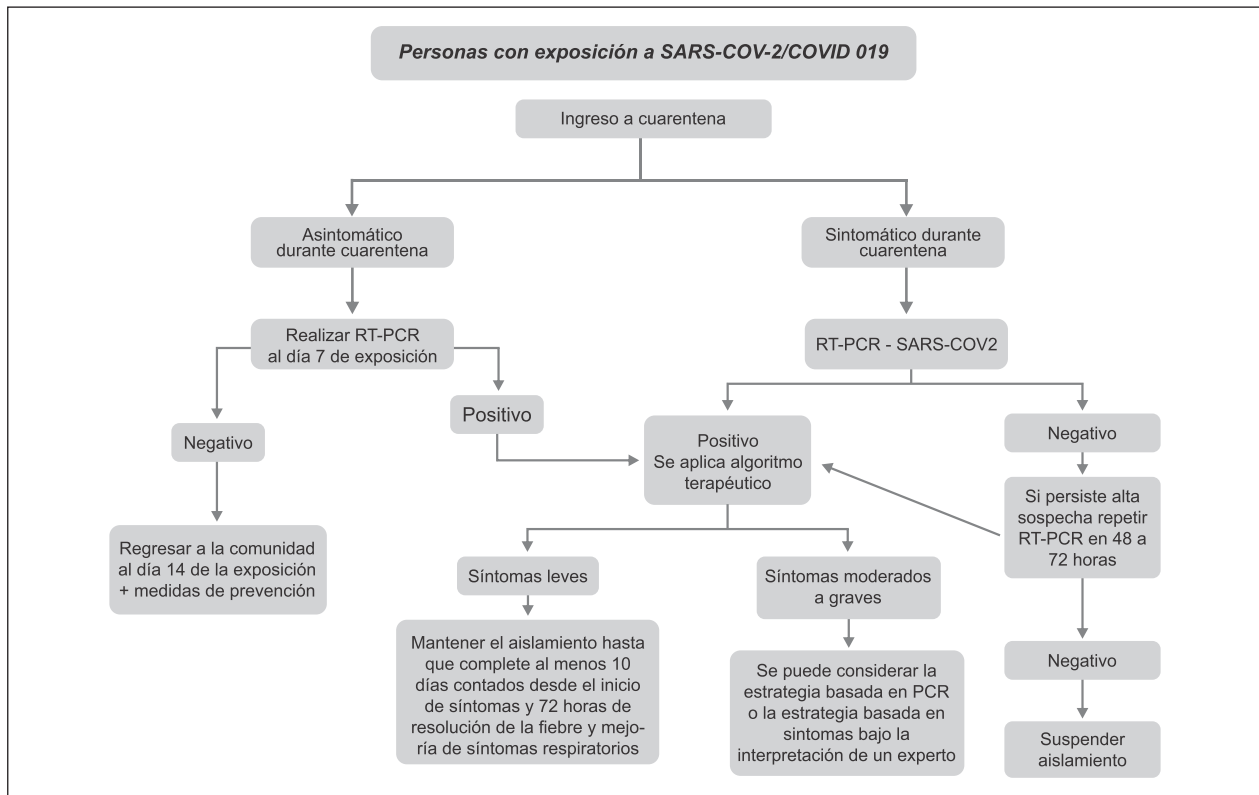 Personas con exposición a SARS-COV-2/COVID 019
Ingreso a cuarentena
Asintomático
durante cuarentena
Sintomático durante
cuarentena
Realizar RT-PCR
al día 7 de exposición
RT-PCR - SARS-COV2
Negativo
Positivo
Positivo
Se aplica algoritmo
terapéutico
Negativo
Si persiste alta
sospecha repetir
RT-PCR en 48 a
72 horas
Regresar a la comunidad
al día 14 de la exposición
+ medidas de prevención
Síntomas leves
Síntomas moderados
a graves
Mantener el aislamiento hasta
que complete al menos 10
días contados desde el inicio
de síntomas y 72 horas de
resolución de la fiebre y mejo-
ría de síntomas respiratorios
Se puede considerar la
estrategia basada en PCR
o la estrategia basada en
sintomas bajo la
interpretación de un experto
Negativo
Suspender
aislamiento